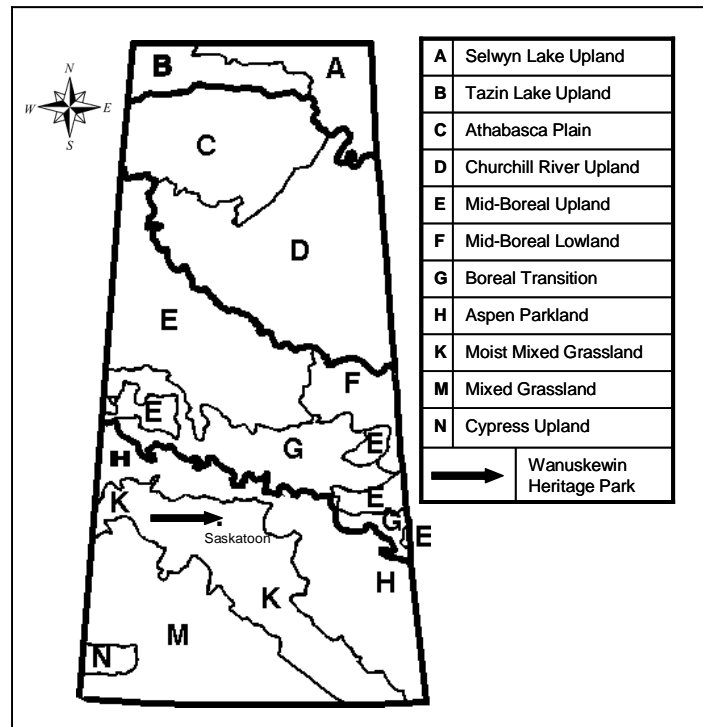 N
W E
S
B
A
C
D
E
F
E
G
E
H
E
K
G
E
Saskatoon
H
K
M
N
A Selwyn Lake Upland
B Tazin Lake Upland
C Athabasca Plain
D Churchill River Upland
E Mid-Boreal Upland
F Mid-Boreal Lowland
G Boreal Transition
H Aspen Parkland
K Moist Mixed Grassland
M Mixed Grassland
N Cypress Upland
Wanuskewin
Heritage Park